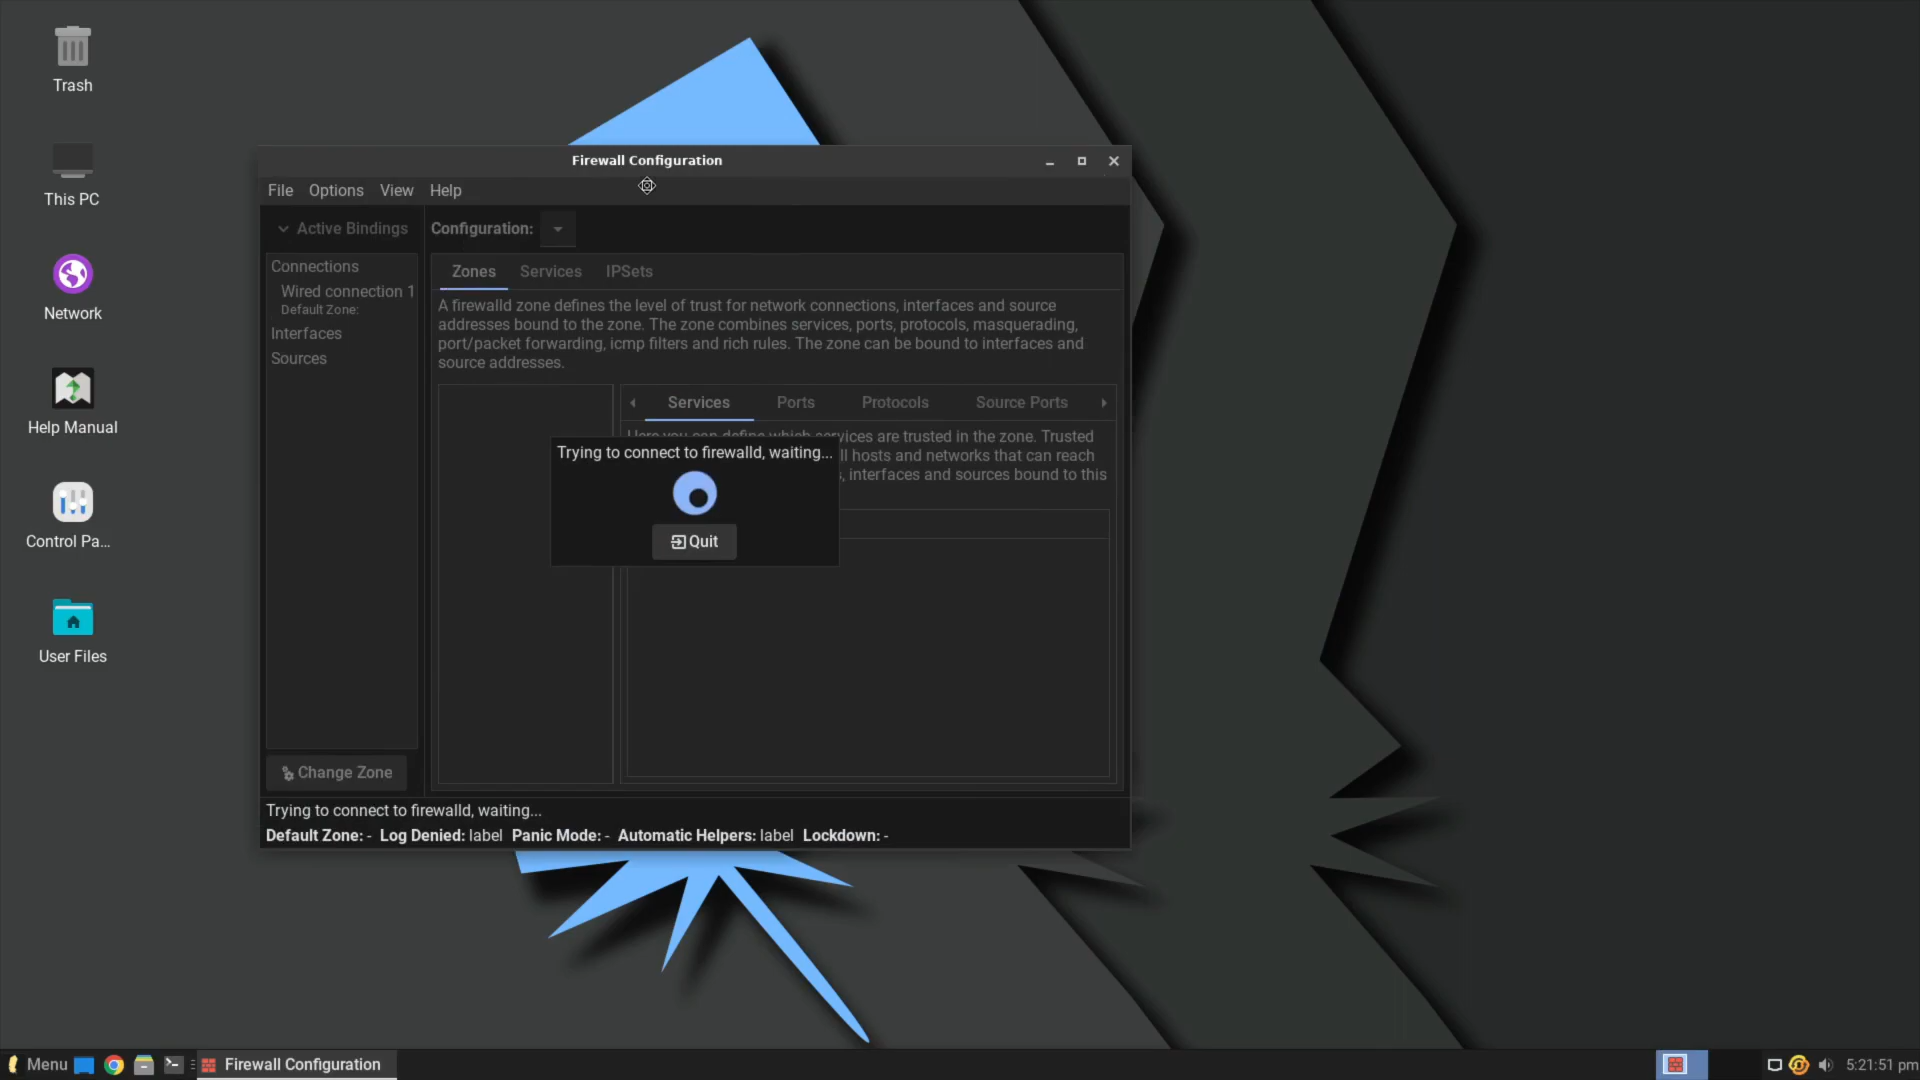 Trash
This PC
Network
Help Manual
Control Pa...
User Files
Firewall Configuration
File Options View Help
Active Bindings
Connections
Wired connection 1
Default Zone:
Interfaces
Sources
Change Zone
Configuration:
Zones Services IPSets
A firewalld zone defines the level of trust for network connections, interfaces and source
addresses bound to the zone. The zone combines services, ports, protocols, masquerading,
port/packet forwarding, icmp filters and rich rules. The zone can be bound to interfaces and
source addresses.
Services Ports Protocols Source Ports
Here you can define which services are trusted in the zone. Trusted
ll hosts and networks that can reach
, interfaces and sources bound to this
Trying to connect to firewalld, waiting...
Quit
Trying to connect to firewalld, waiting...
Default Zone: - Log Denied: label Panic Mode: - Automatic Helpers: label Lockdown: -
Menu Firewall Configuration 5:21:51 pm